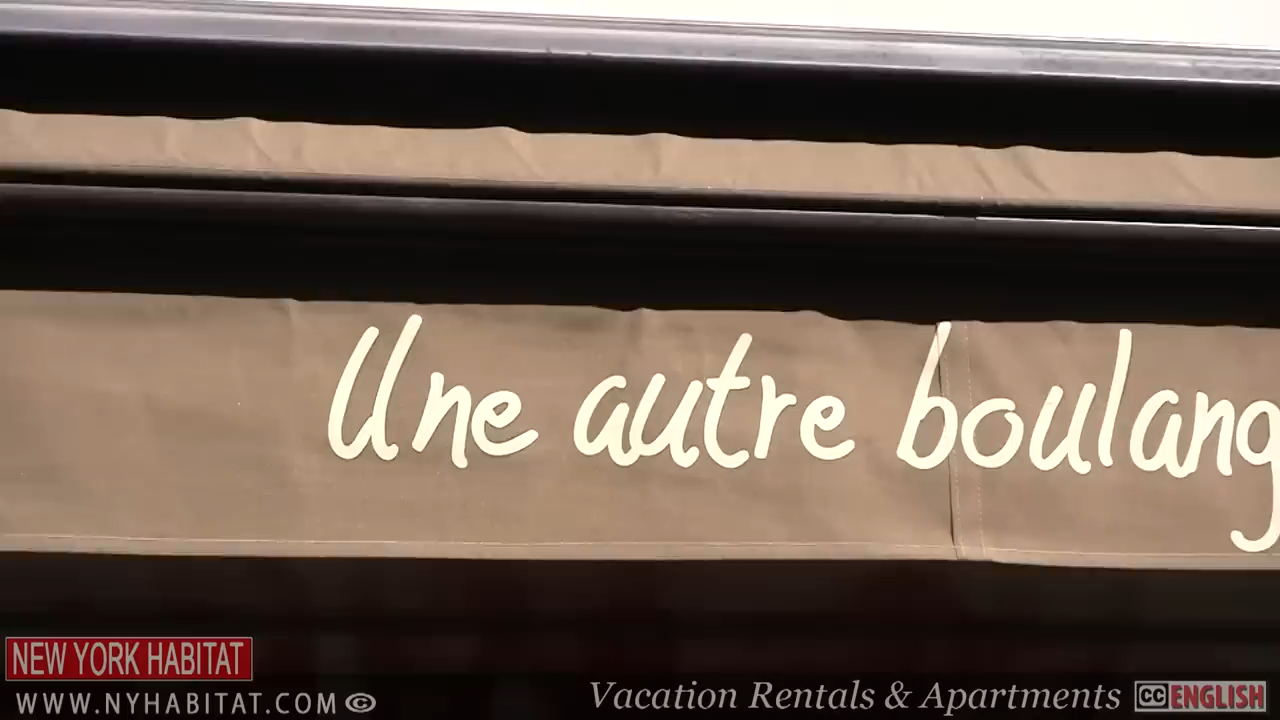 Une autre boulang
NEW YORK HABITAT
WWW.NYHABITAT.COM ©
Vacation Rentals & Apartments
CC ENGLISH